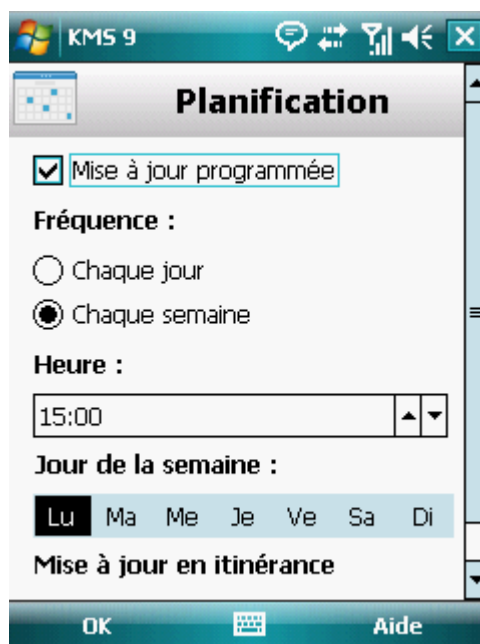 KMS 9
Planification
Mise à jour programmée
Fréquence :
Chaque jour
Chaque semaine
Heure :
15:00
Jour de la semaine :
Lu Ma Me Je Ve Sa Di
Mise à jour en itinérance
OK Aide